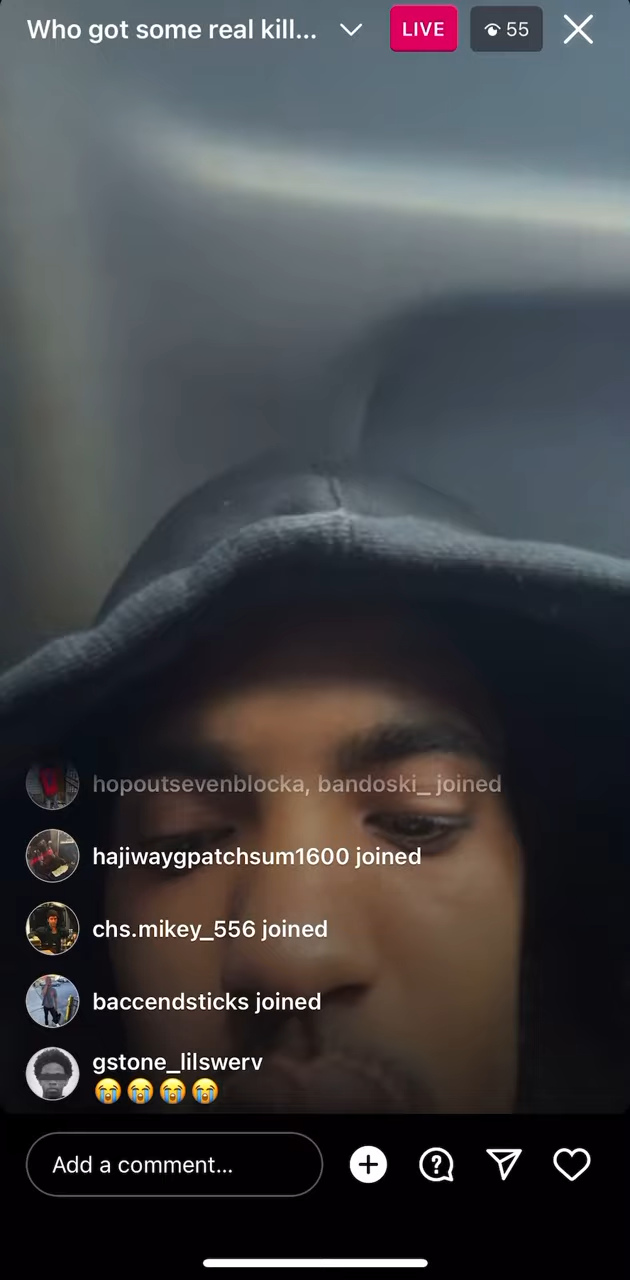 Who got some real kill...
LIVE
55
hopoutsevenblocka, bandoski_ joined
hajiwaygpatchsum1600 joined
chs.mikey_556 joined
baccendsticks joined
gstone_lilswerv
😭😭😭😭
Add a comment...